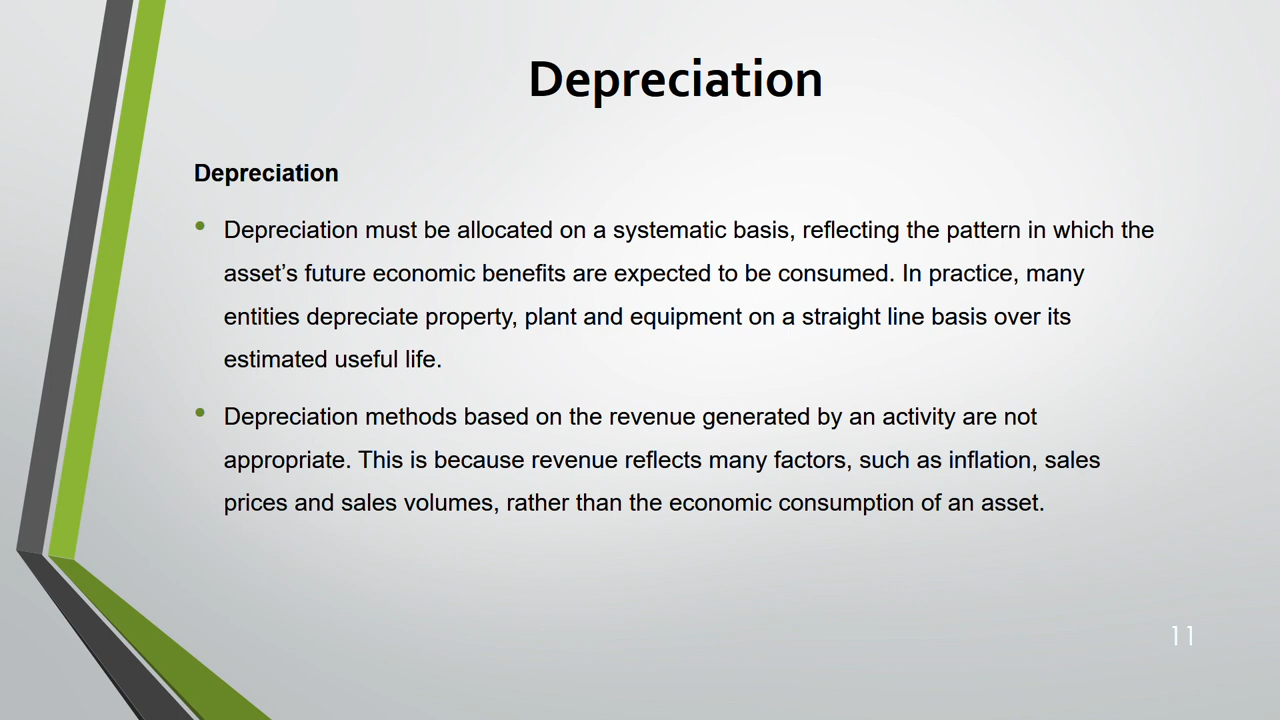 Depreciation
Depreciation
• Depreciation must be allocated on a systematic basis, reflecting the pattern in which the
asset’s future economic benefits are expected to be consumed. In practice, many
entities depreciate property, plant and equipment on a straight line basis over its
estimated useful life.
• Depreciation methods based on the revenue generated by an activity are not
appropriate. This is because revenue reflects many factors, such as inflation, sales
prices and sales volumes, rather than the economic consumption of an asset.
11